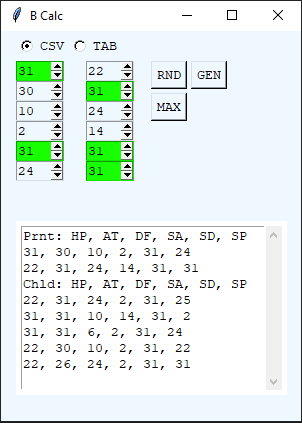 B Calc
CSV TAB
31 22 RND GEN
30 31
10 24 MAX
2 14
31 31
24 31
Prnt: HP, AT, DF, SA, SD, SP
31, 30, 10, 2, 31, 24
22, 31, 24, 14, 31, 31
Chld: HP, AT, DF, SA, SD, SP
22, 31, 24, 2, 31, 25
31, 31, 10, 14, 31, 2
31, 31, 6, 2, 31, 24
22, 30, 10, 2, 31, 22
22, 26, 24, 2, 31, 31